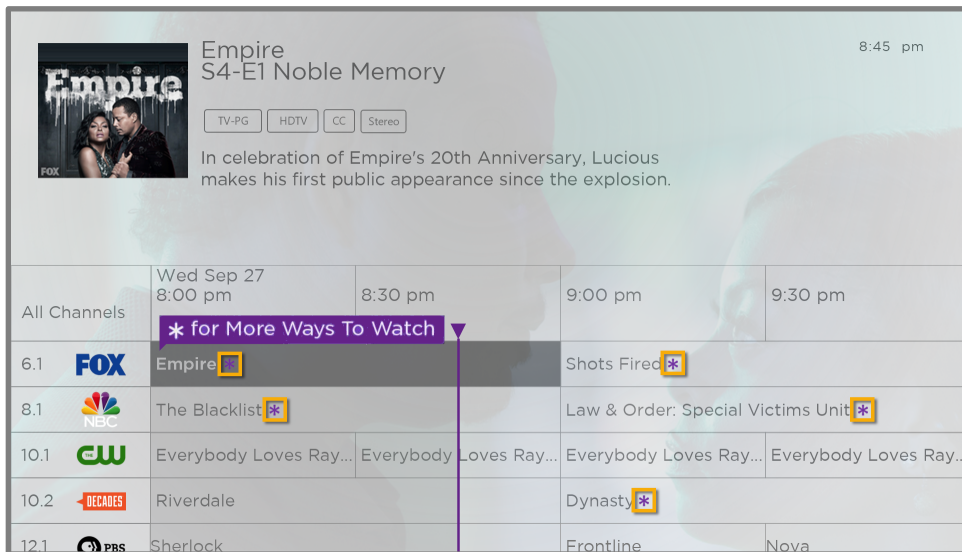 Empire
8:45 pm
S4-E1 Noble Memory
Empire
FOX
TV-PG HDTV CC Stereo
In celebration of Empire's 20th Anniversary, Lucious
makes his first public appearance since the explosion.
All Channels
Wed Sep 27
8:00 pm 8:30 pm 9:00 pm 9:30 pm
* for More Ways To Watch
6.1 FOX Empire * Shots Fired *
8.1 NBC The Blacklist * Law & Order: Special Victims Unit *
10.1 THE CW Everybody Loves Ray... Everybody Loves Ray... Everybody Loves Ray... Everybody Loves Ray..
10.2 DECADES Riverdale Dynasty *
12.1 PBS Sherlock Frontline Nova